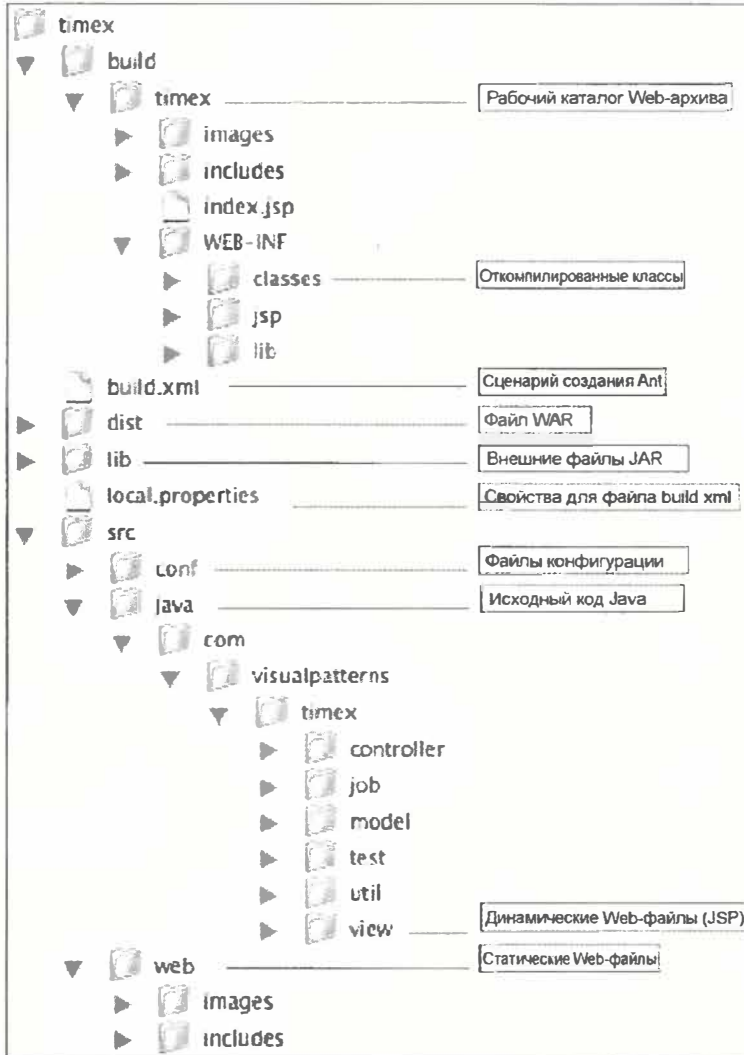 timex
build
timex Рабочий каталог Web-архива
images
includes
index.jsp
WEB-INF
classes Откомпилированные классы
jsp
lib
build.xml Сценарий создания Ant
dist Файл WAR
lib Внешние файлы JAR
local.properties Свойства для файла build xml
src
conf Файлы конфигурации
java Исходный код Java
com
visualpatterns
timex
controller
job
model
test
util
view Динамические Web-файлы (JSP)
web Статические Web-файлы
images
includes